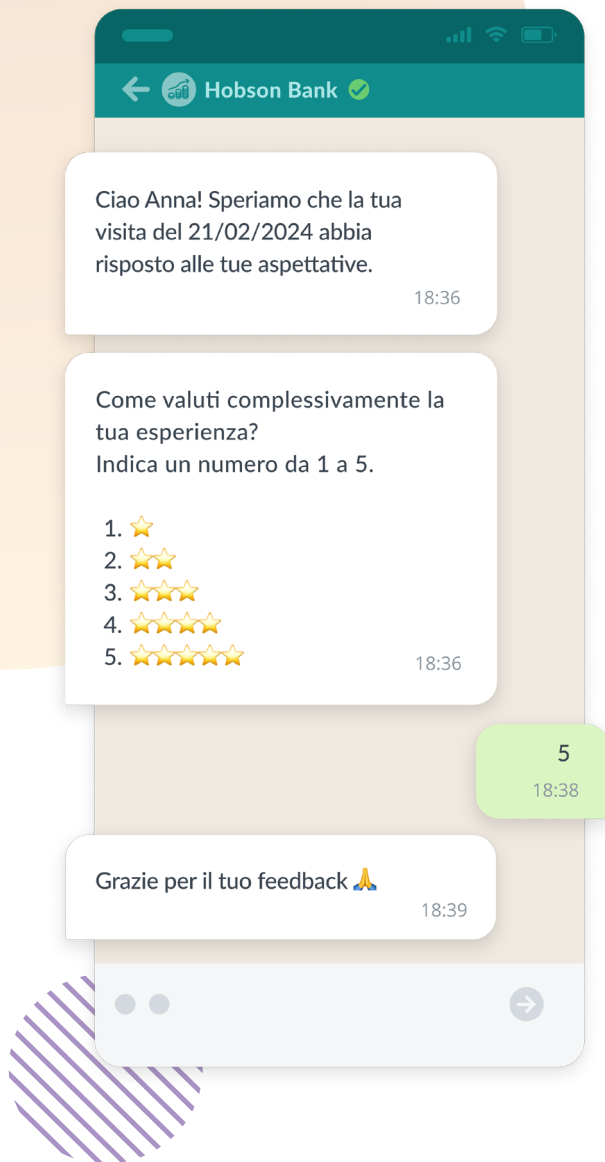 Hobson Bank
Ciao Anna! Speriamo che la tua
visita del 21/02/2024 abbia
risposto alle tue aspettative.
18:36
Come valuti complessivamente la
tua esperienza?
Indica un numero da 1 a 5.
1. ⭐
2. ⭐⭐
3. ⭐⭐⭐
4. ⭐⭐⭐⭐
5. ⭐⭐⭐⭐⭐
18:36
5
18:38
Grazie per il tuo feedback 🙏
18:39